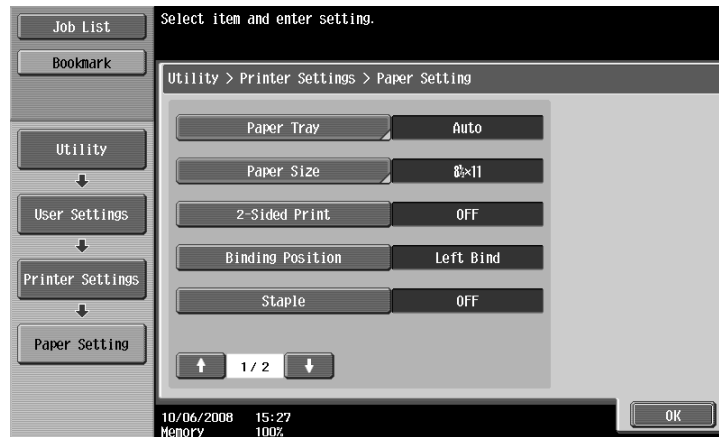 Job List
Bookmark
Select item and enter setting.
Utility > Printer Settings > Paper Setting
Utility
User Settings
Printer Settings
Paper Setting
Paper Tray Auto
Paper Size 8½×11
2-Sided Print OFF
Binding Position Left Bind
Staple OFF
1/2
OK
10/06/2008 15:27
Memory 100%